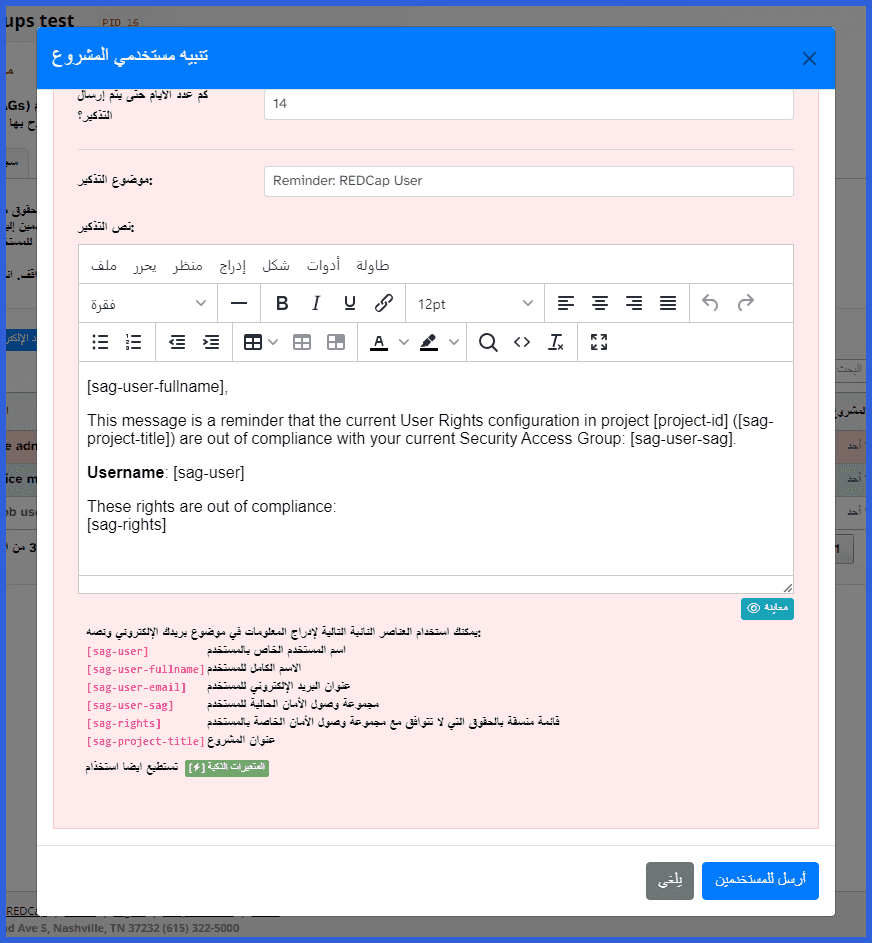 ups test PID 16
تنبيه مستخدمي المشروع
كم عدد الأيام حتى يتم إرسال التذكير؟
14
موضوع التذكير:
Reminder: REDCap User
نص التذكير:
ملف يحرر منظر إدراج شكل أدوات طاولة
فقرة B I U 12pt
A
[sag-user-fullname],
This message is a reminder that the current User Rights configuration in project [project-id] ([sag-
project-title]) are out of compliance with your current Security Access Group: [sag-user-sag].
Username: [sag-user]
These rights are out of compliance:
[sag-rights]
معاينة
يمكنك استخدام العناصر النائبة التالية لإدراج المعلومات في موضوع بريدك الإلكتروني ونصه:
[sag-user] اسم المستخدم الخاص بالمستخدم
[sag-user-fullname] الاسم الكامل للمستخدم
[sag-user-email] عنوان البريد الإلكتروني للمستخدم
[sag-user-sag] مجموعة وصول الأمان الحالية للمستخدم
[sag-rights] قائمة منسقة بالحقوق التي لا تتوافق مع مجموعة وصول الأمان الخاصة بالمستخدم
[sag-project-title] عنوان المشروع
تستطيع ايضا استخذام المتغيرات الذكية [⚡]
يلغي أرسل للمستخدمين
Ave S, Nashville, TN 37232 (615) 322-5000